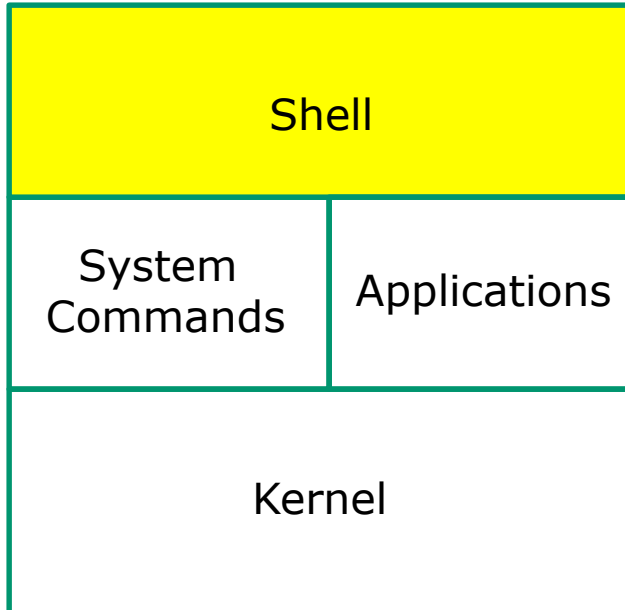 Shell
System
Commands
Applications
Kernel